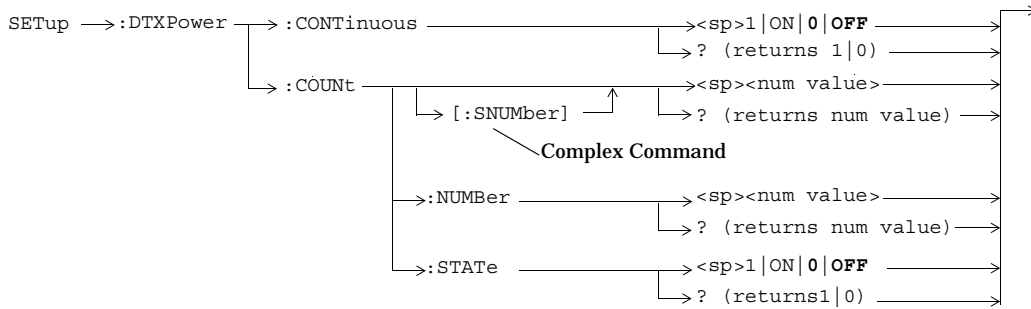 SETup :DTXPower :CONTinuous <sp>1|ON|0|OFF
? (returns 1|0)
:COUNt <sp><num value>
[:SNUMber] ? (returns num value)
Complex Command
:NUMBer <sp><num value>
? (returns num value)
:STATe <sp>1|ON|0|OFF
? (returns1|0)